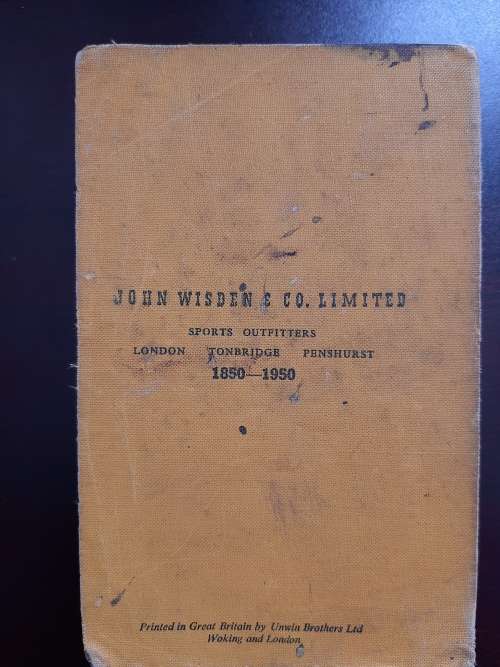 JOHN WISDEN & CO. LIMITED
SPORTS OUTFITTERS
LONDON TONBRIDGE PENSHURST
1850—1950
Printed in Great Britain by Unwin Brothers Ltd
Woking and London